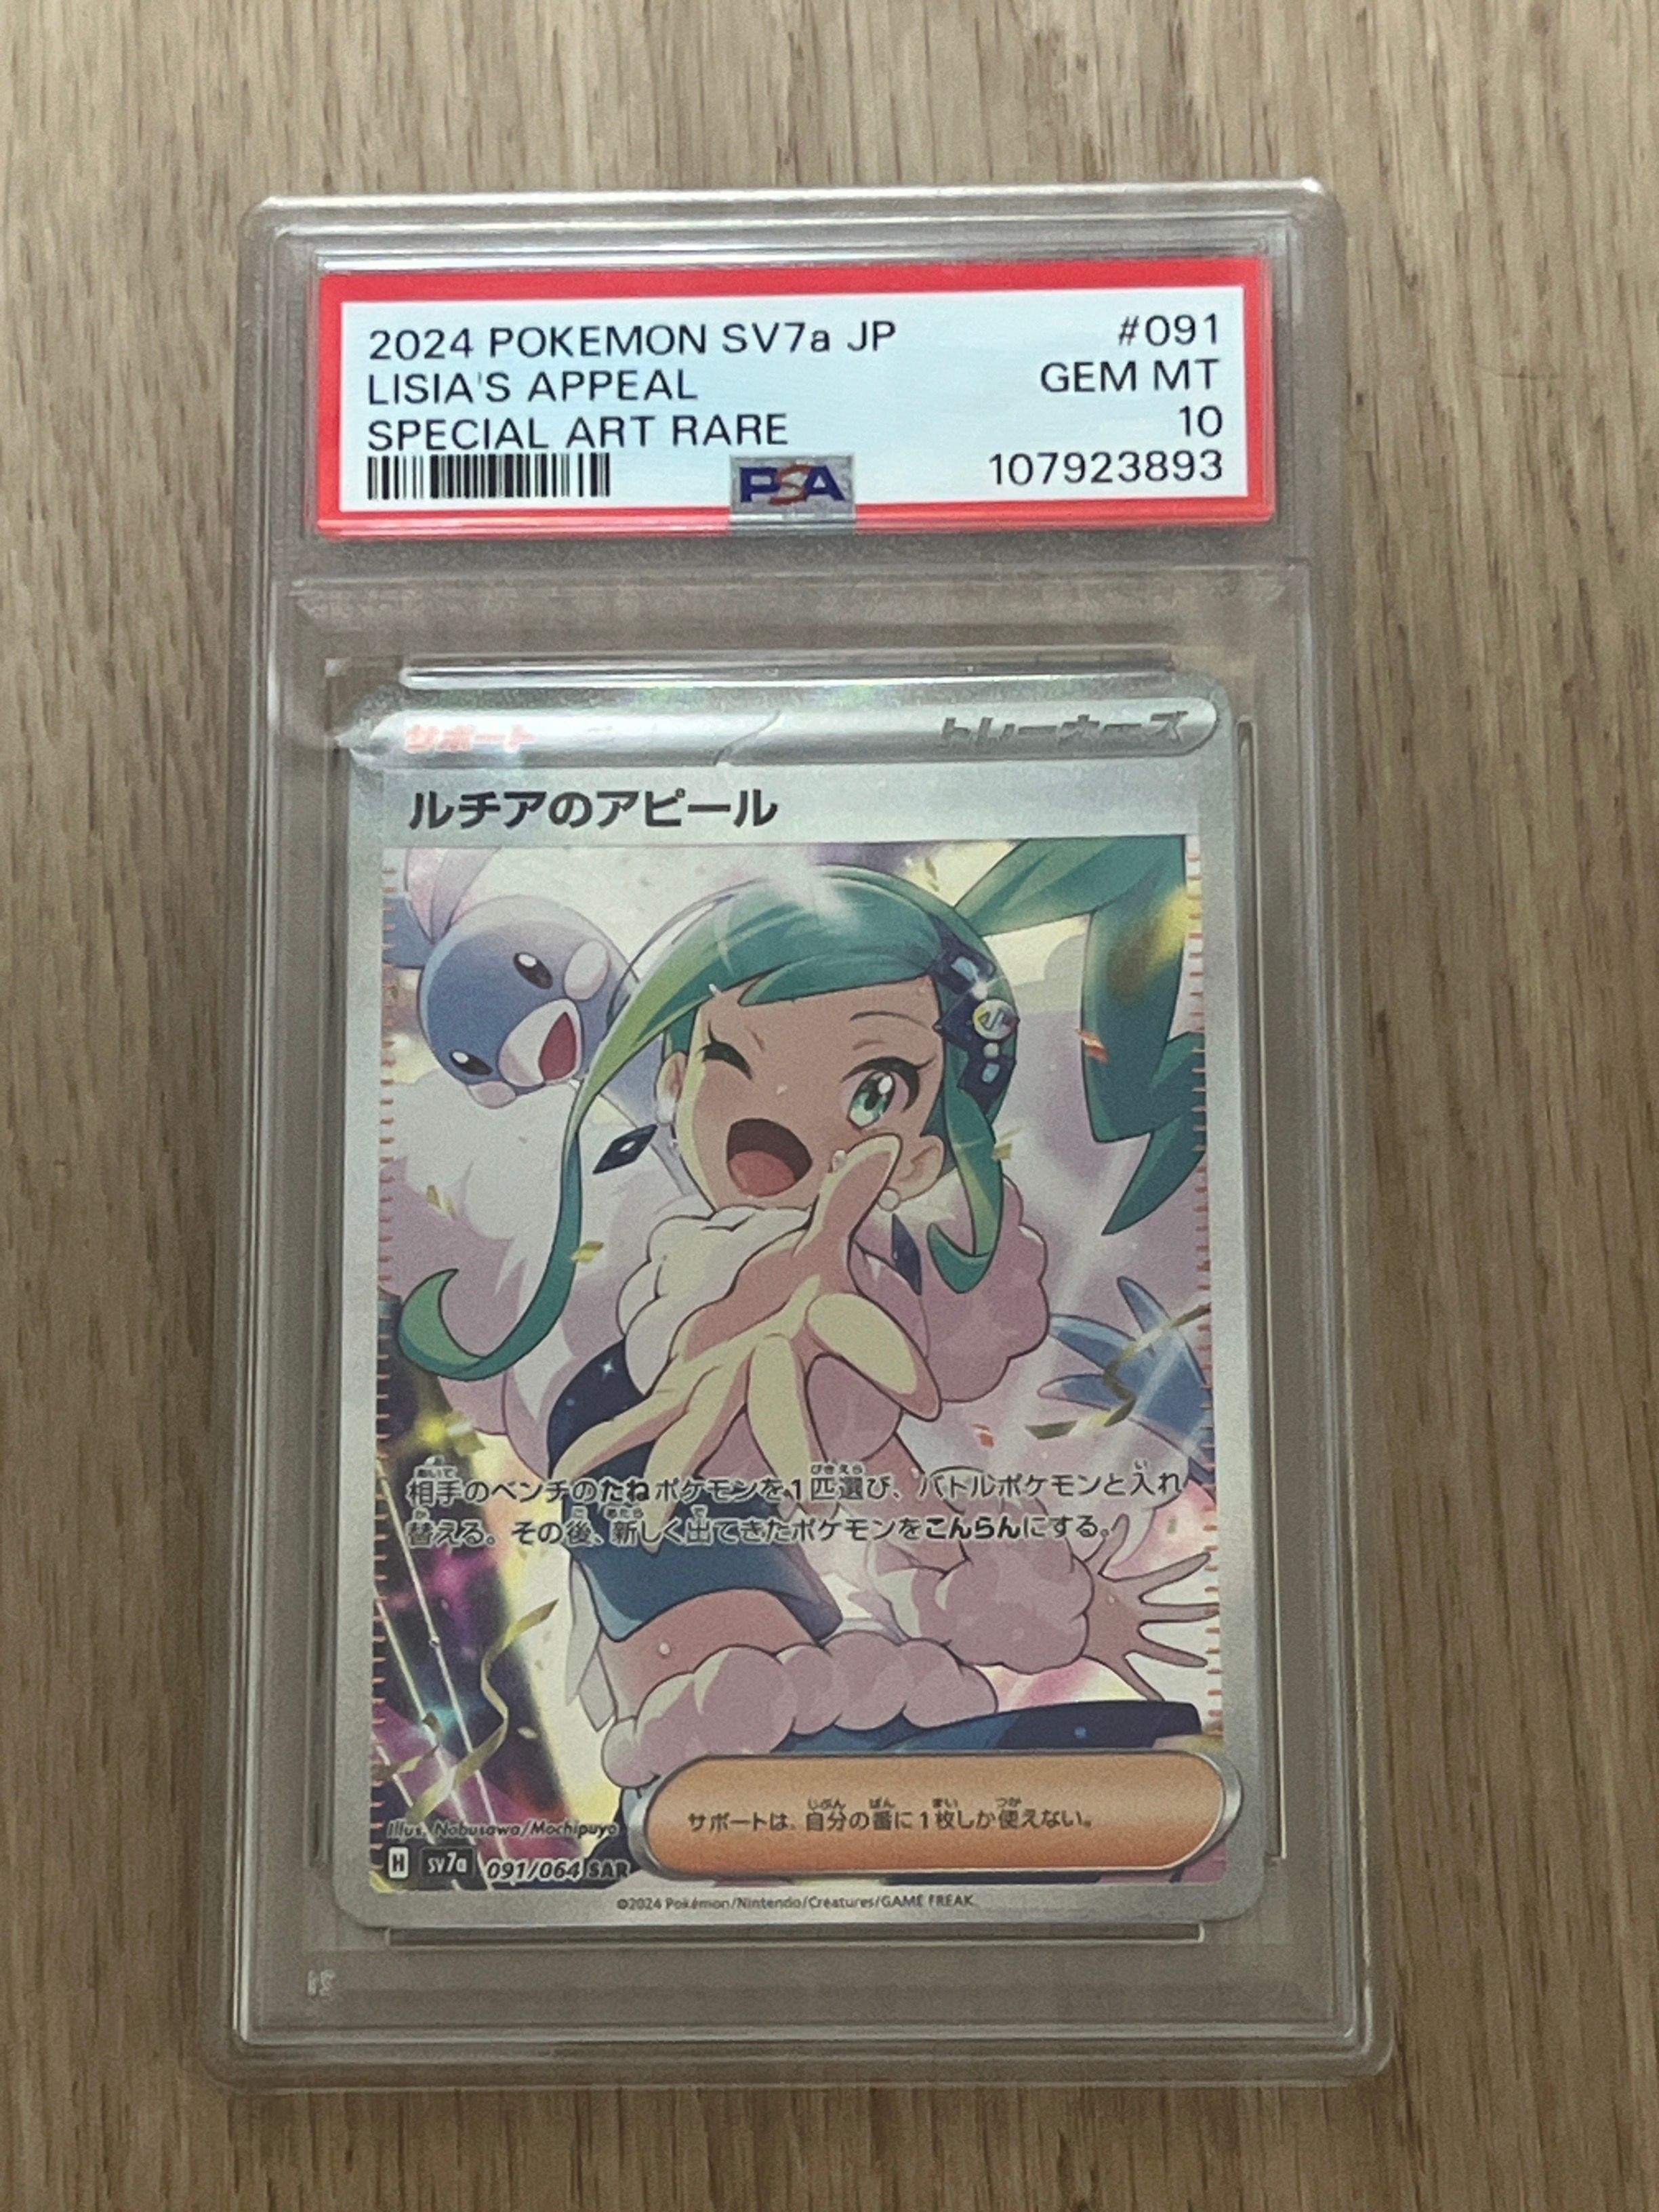 2024 POKEMON SV7a JP #091
LISIA'S APPEAL GEM MT
SPECIAL ART RARE 10
PSA 107923893
サポート トレーナーズ
ルチアのアピール
相手のベンチのたねポケモンを1匹選び、バトルポケモンと入れ
替える。その後、新しく出てきたポケモンをこんらんにする。
サポートは、自分の番に1枚しか使えない。
Illus. Nobusawa/Mochipuyo
H sv7a 091/064 SAR
©2024 Pokémon/Nintendo/Creatures/GAME FREAK